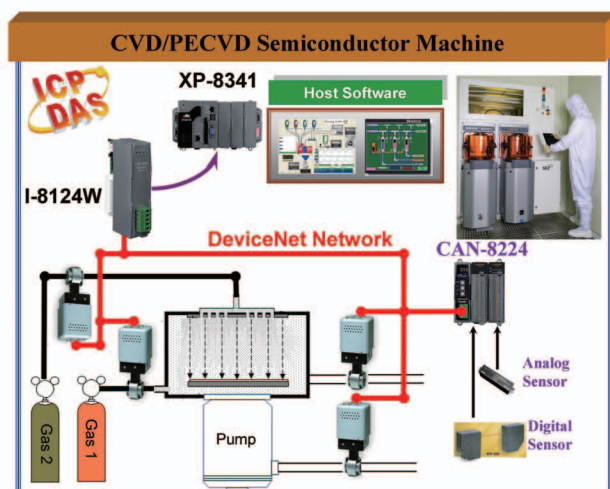 CVD/PECVD Semiconductor Machine
ICP
DAS
XP-8341
Host Software
I-8124W
DeviceNet Network
CAN-8224
Analog
Sensor
Digital
Sensor
Gas 2
Gas 1
Pump